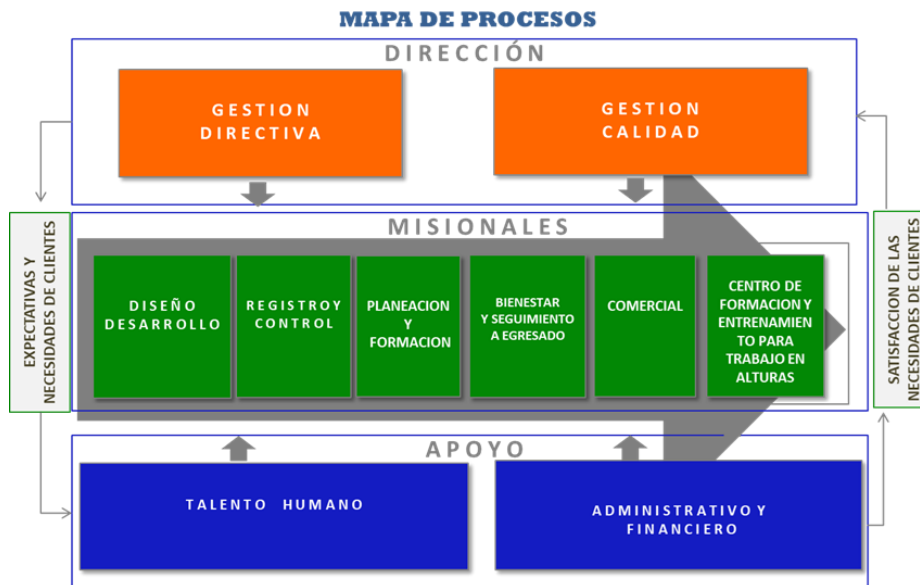 MAPA DE PROCESOS
DIRECCIÓN
GESTION
DIRECTIVA
GESTION
CALIDAD
EXPECTATIVAS Y
NECESIDADES DE CLIENTES
MISIONALES
DISEÑO
DESARROLLO
REGISTROY
CONTROL
PLANEACION
Y
FORMACION
BIENESTAR
Y SEGUIMIENTO
A EGRESADO
COMERCIAL
CENTRO DE
FORMACION Y
ENTRENAMIEN
TO PARA
TRABAJO EN
ALTURAS
SATISFACCION DE LAS
NECESIDADES DE CLIENTES
APOYO
TALENTO HUMANO
ADMINISTRATIVO Y
FINANCIERO